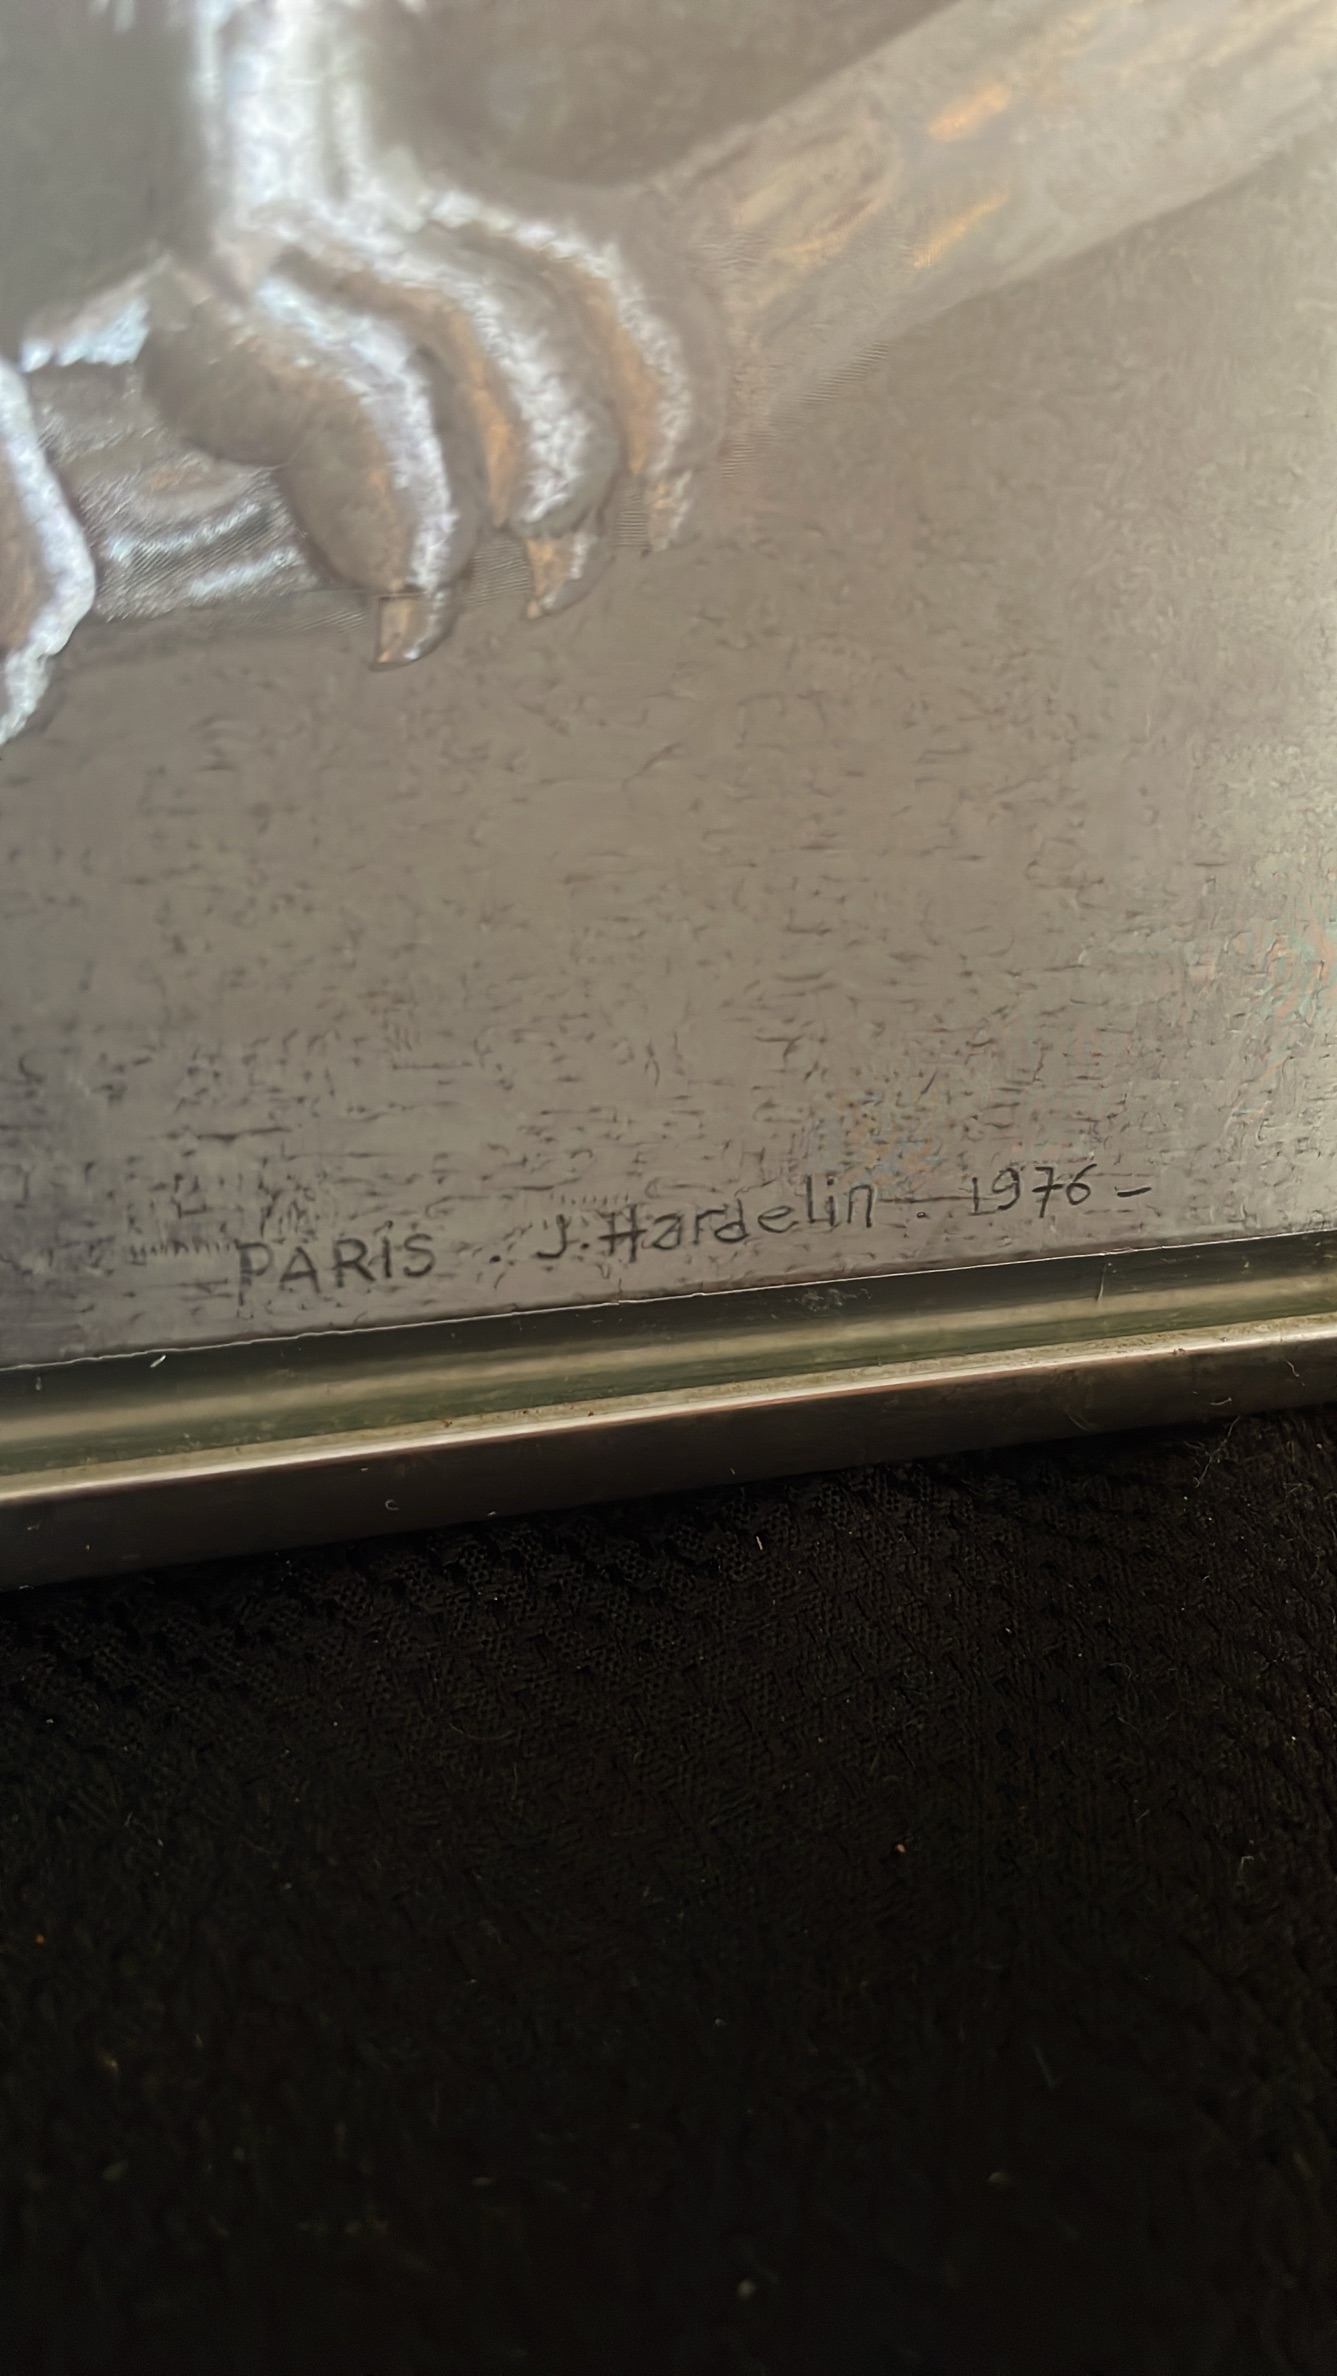 PARIS . J. Hardelin . 1976 –